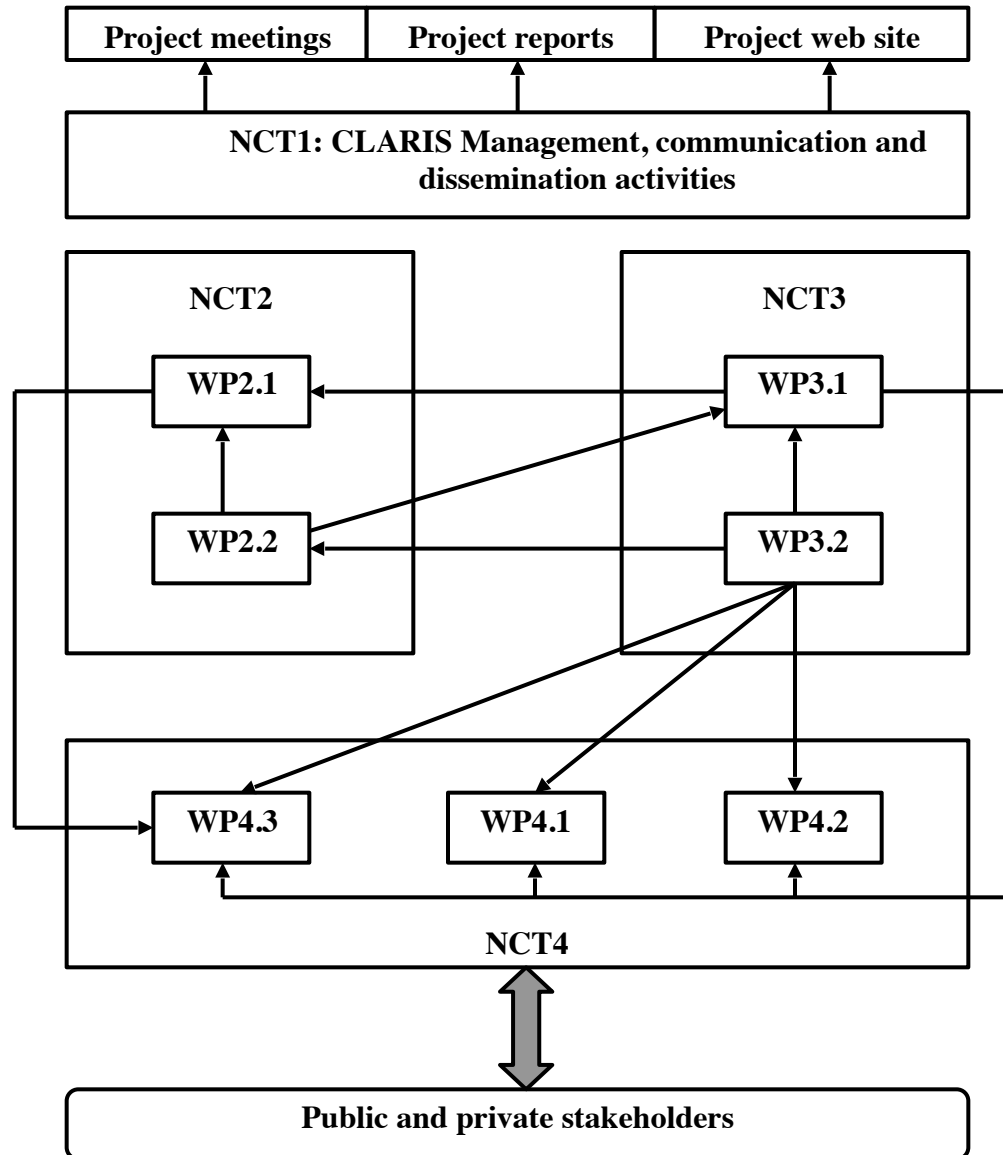 Project meetings
Project reports
Project web site
NCT1: CLARIS Management, communication and
dissemination activities
NCT2
NCT3
WP2.1
WP3.1
WP2.2
WP3.2
WP4.3
WP4.1
WP4.2
NCT4
Public and private stakeholders